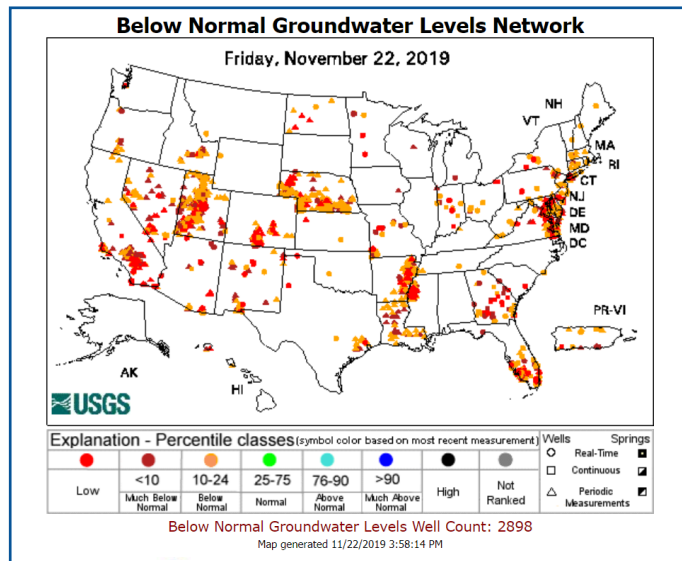 Below Normal Groundwater Levels Network
Friday, November 22, 2019
NH
VT
MA
RI
CT
NJ
DE
MD
DC
PR-VI
AK
HI
USGS
Explanation - Percentile classes (symbol color based on most recent measurement)
Wells Springs
Real-Time
Continuous
Periodic
Measurements
Low
<10
10-24
25-75
76-90
>90
High
Not
Ranked
Much Below
Normal
Below
Normal
Normal
Above
Normal
Much Above
Normal
Below Normal Groundwater Levels Well Count: 2898
Map generated 11/22/2019 3:58:14 PM